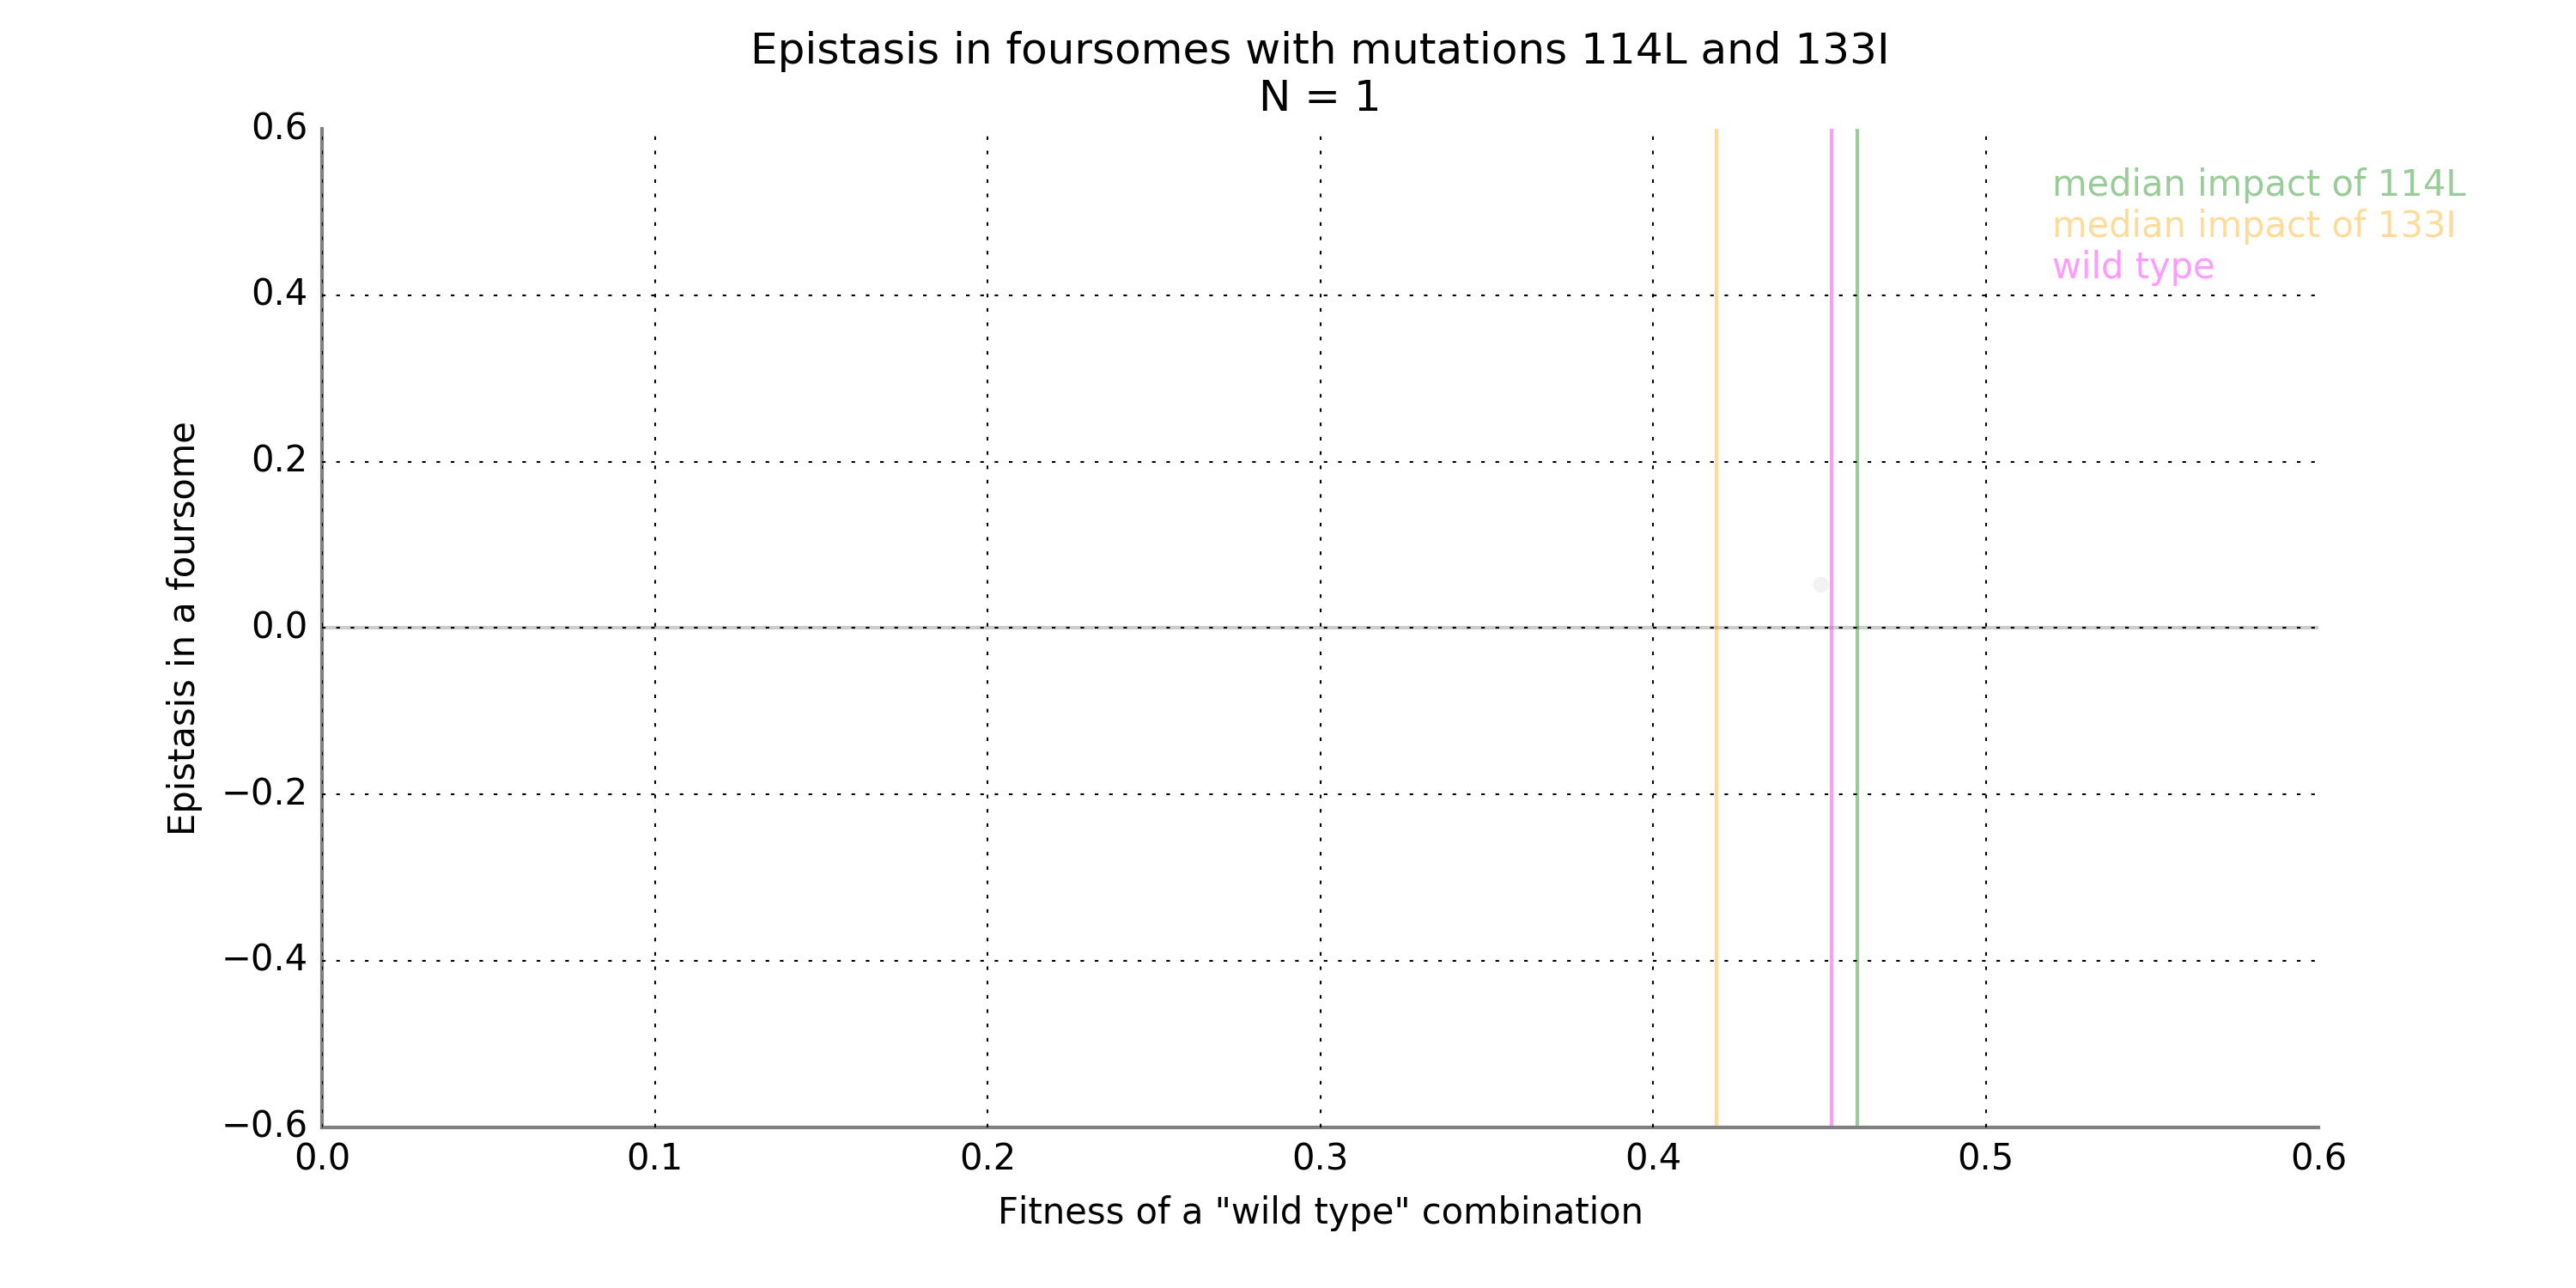 Epistasis in foursomes with mutations 114L and 133I
N = 1
0.6
0.4
0.2
0.0
−0.2
−0.4
−0.6
Epistasis in a foursome
median impact of 114L
median impact of 133I
wild type
0.0 0.1 0.2 0.3 0.4 0.5 0.6
Fitness of a "wild type" combination